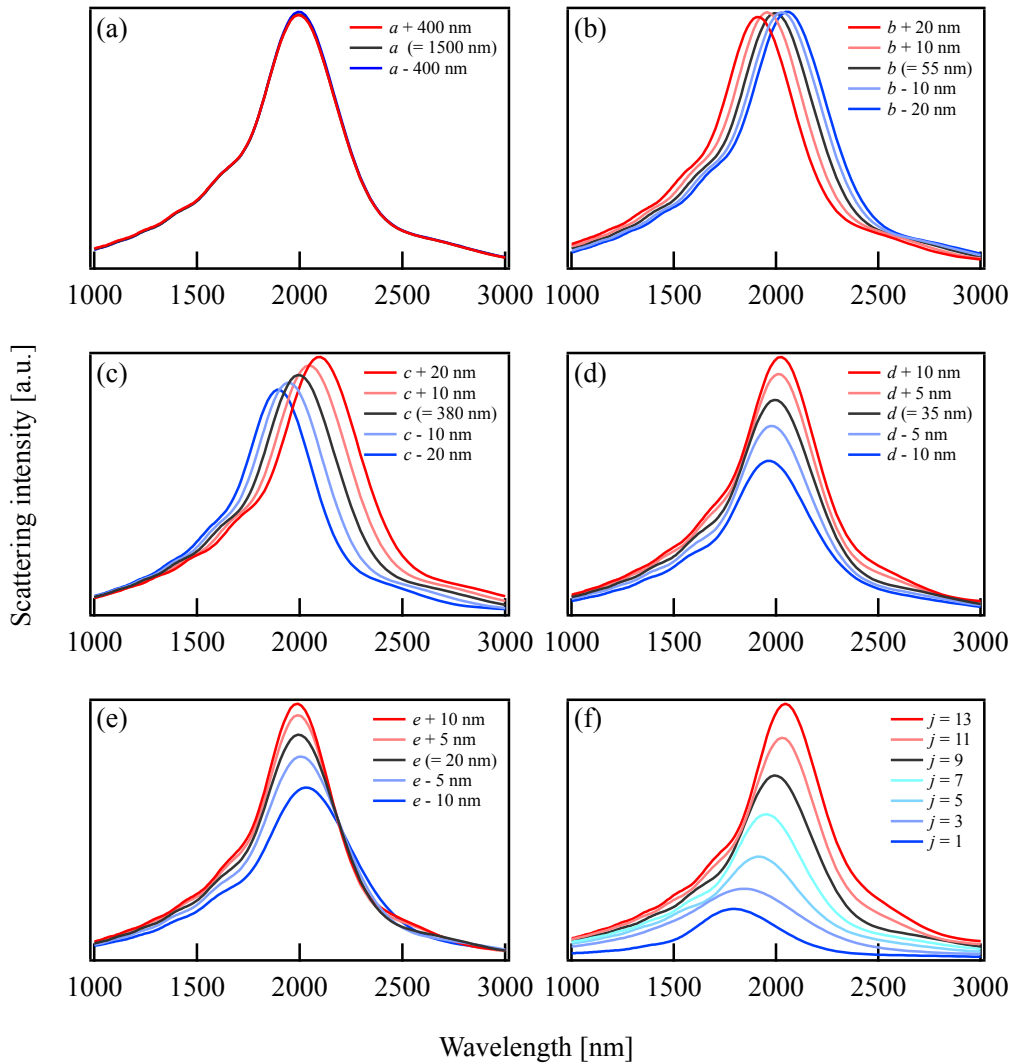 (a)
a + 400 nm
a (= 1500 nm)
a - 400 nm
1000 1500 2000 2500 3000
(b)
b + 20 nm
b + 10 nm
b (= 55 nm)
b - 10 nm
b - 20 nm
1000 1500 2000 2500 3000
Scattering intensity [a.u.]
(c)
c + 20 nm
c + 10 nm
c (= 380 nm)
c - 10 nm
c - 20 nm
1000 1500 2000 2500 3000
(d)
d + 10 nm
d + 5 nm
d (= 35 nm)
d - 5 nm
d - 10 nm
1000 1500 2000 2500 3000
(e)
e + 10 nm
e + 5 nm
e (= 20 nm)
e - 5 nm
e - 10 nm
1000 1500 2000 2500 3000
(f)
j = 13
j = 11
j = 9
j = 7
j = 5
j = 3
j = 1
1000 1500 2000 2500 3000
Wavelength [nm]